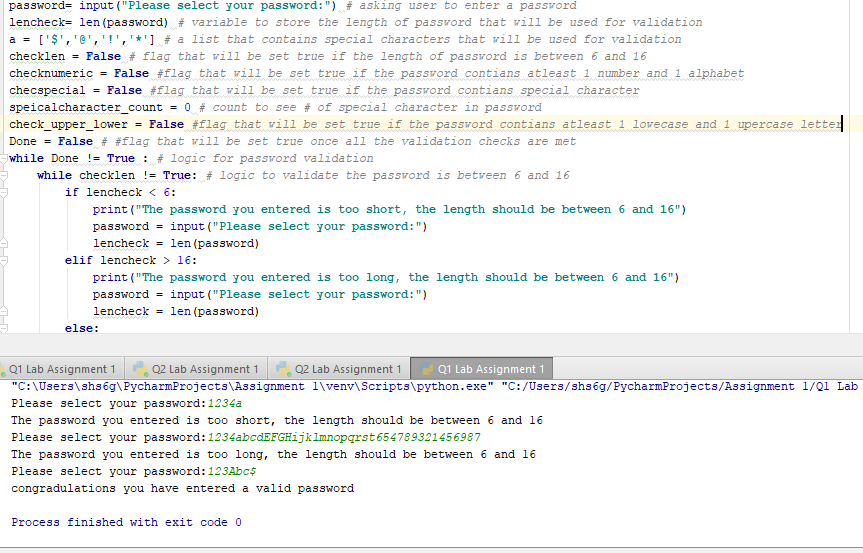 password= input("Please select your password:") # asking user to enter a password
lencheck= len(password) # variable to store the length of password that will be used for validation
a = ['$','@','!','*'] # a list that contains special characters that will be used for validation
checklen = False # flag that will be set true if the length of password is between 6 and 16
checknumeric = False #flag that will be set true if the password contians atleast 1 number and 1 alphabet
checspecial = False #flag that will be set true if the password contians special character
speicalcharacter_count = 0 # count to see # of special character in password
check_upper_lower = False #flag that will be set true if the password contians atleast 1 lovecase and 1 upercase letter
Done = False # #flag that will be set true once all the validation checks are met
while Done != True : # logic for password validation
while checklen != True: # logic to validate the password is between 6 and 16
if lencheck < 6:
print("The password you entered is too short, the length should be between 6 and 16")
password = input("Please select your password:")
lencheck = len(password)
elif lencheck > 16:
print("The password you entered is too long, the length should be between 6 and 16")
password = input("Please select your password:")
lencheck = len(password)
else:
Q1 Lab Assignment 1 Q2 Lab Assignment 1 Q2 Lab Assignment 1 Q1 Lab Assignment 1
"C:\Users\shs6g\PycharmProjects\Assignment 1\venv\Scripts\python.exe" "C:/Users/shs6g/PycharmProjects/Assignment 1/Q1 Lab
Please select your password:1234a
The password you entered is too short, the length should be between 6 and 16
Please select your password:1234abcdEFGHijklmnopqrst654789321456987
The password you entered is too long, the length should be between 6 and 16
Please select your password:123Abc$
congradulations you have entered a valid password
Process finished with exit code 0